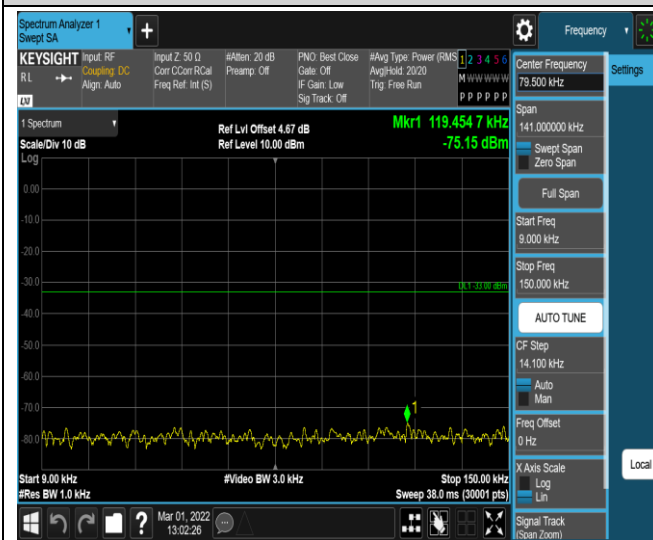 Spectrum Analyzer 1
Swept SA
+
Frequency
KEYSIGHT
Input: RF
Coupling: DC
Align: Auto
Input Z: 50 Ω
Corr CCorr RCal
Freq Ref: Int (S)
#Atten: 20 dB
Preamp: Off
PNO: Best Close
Gate: Off
IF Gain: Low
Sig Track: Off
#Avg Type: Power (RMS
Avg|Hold: 20/20
Trig: Free Run
1 2 3 4 5 6
M W W W W W
P P P P P P
R L
LXI
Center Frequency
79.500 kHz
Settings
Span
141.000000 kHz
Swept Span
Zero Span
Full Span
Start Freq
9.000 kHz
Stop Freq
150.000 kHz
AUTO TUNE
CF Step
14.100 kHz
Auto
Man
Freq Offset
0 Hz
X Axis Scale
Log
Lin
Signal Track
(Span Zoom)
Local
1 Spectrum
Scale/Div 10 dB
Log
Ref Lvl Offset 4.67 dB
Ref Level 10.00 dBm
Mkr1 119.454 7 kHz
-75.15 dBm
0.00
-10.0
-20.0
-30.0
DL1 -33.00 dBm
-40.0
-50.0
-60.0
-70.0
1
-80.0
Start 9.00 kHz
#Res BW 1.0 kHz
#Video BW 3.0 kHz
Stop 150.00 kHz
Sweep 38.0 ms (30001 pts)
?
Mar 01, 2022
13:02:26